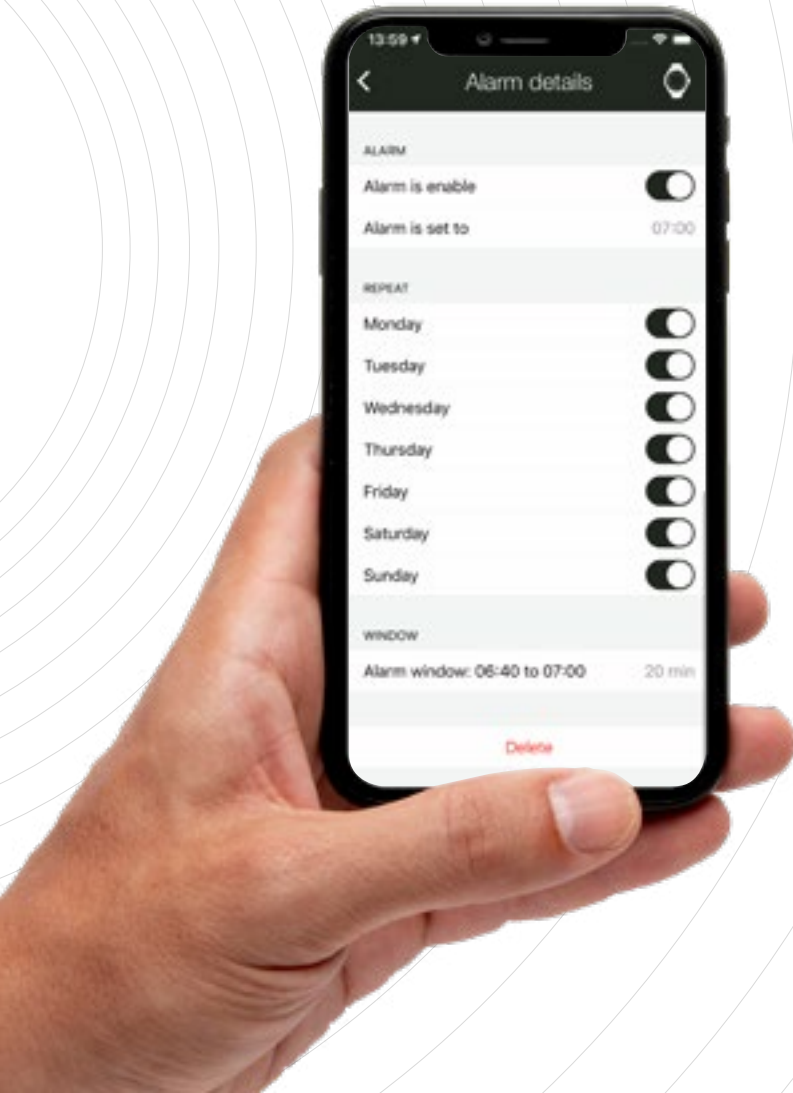 13:59
Alarm details
ALARM
Alarm is enable
Alarm is set to 07:00
REPEAT
Monday
Tuesday
Wednesday
Thursday
Friday
Saturday
Sunday
WINDOW
Alarm window: 06:40 to 07:00 20 min
Delete